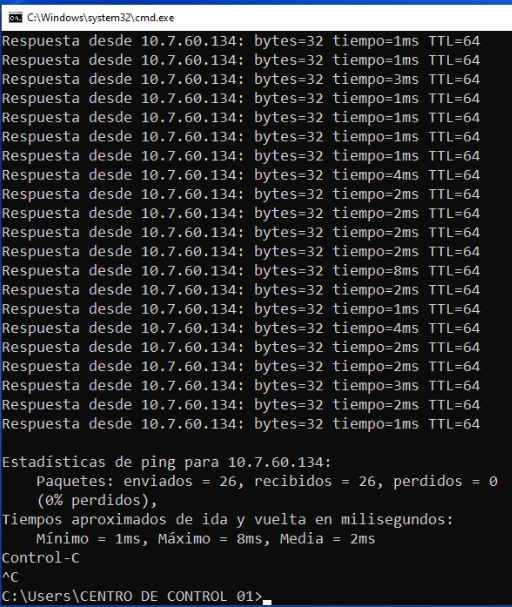 C:\Windows\system32\cmd.exe
Respuesta desde 10.7.60.134: bytes=32 tiempo=1ms TTL=64
Respuesta desde 10.7.60.134: bytes=32 tiempo=1ms TTL=64
Respuesta desde 10.7.60.134: bytes=32 tiempo=3ms TTL=64
Respuesta desde 10.7.60.134: bytes=32 tiempo=1ms TTL=64
Respuesta desde 10.7.60.134: bytes=32 tiempo=1ms TTL=64
Respuesta desde 10.7.60.134: bytes=32 tiempo=1ms TTL=64
Respuesta desde 10.7.60.134: bytes=32 tiempo=1ms TTL=64
Respuesta desde 10.7.60.134: bytes=32 tiempo=4ms TTL=64
Respuesta desde 10.7.60.134: bytes=32 tiempo=2ms TTL=64
Respuesta desde 10.7.60.134: bytes=32 tiempo=2ms TTL=64
Respuesta desde 10.7.60.134: bytes=32 tiempo=2ms TTL=64
Respuesta desde 10.7.60.134: bytes=32 tiempo=2ms TTL=64
Respuesta desde 10.7.60.134: bytes=32 tiempo=8ms TTL=64
Respuesta desde 10.7.60.134: bytes=32 tiempo=2ms TTL=64
Respuesta desde 10.7.60.134: bytes=32 tiempo=1ms TTL=64
Respuesta desde 10.7.60.134: bytes=32 tiempo=4ms TTL=64
Respuesta desde 10.7.60.134: bytes=32 tiempo=2ms TTL=64
Respuesta desde 10.7.60.134: bytes=32 tiempo=2ms TTL=64
Respuesta desde 10.7.60.134: bytes=32 tiempo=3ms TTL=64
Respuesta desde 10.7.60.134: bytes=32 tiempo=2ms TTL=64
Respuesta desde 10.7.60.134: bytes=32 tiempo=1ms TTL=64
Estadísticas de ping para 10.7.60.134:
Paquetes: enviados = 26, recibidos = 26, perdidos = 0
(0% perdidos),
Tiempos aproximados de ida y vuelta en milisegundos:
Mínimo = 1ms, Máximo = 8ms, Media = 2ms
Control-C
^C
C:\Users\CENTRO DE CONTROL 01>